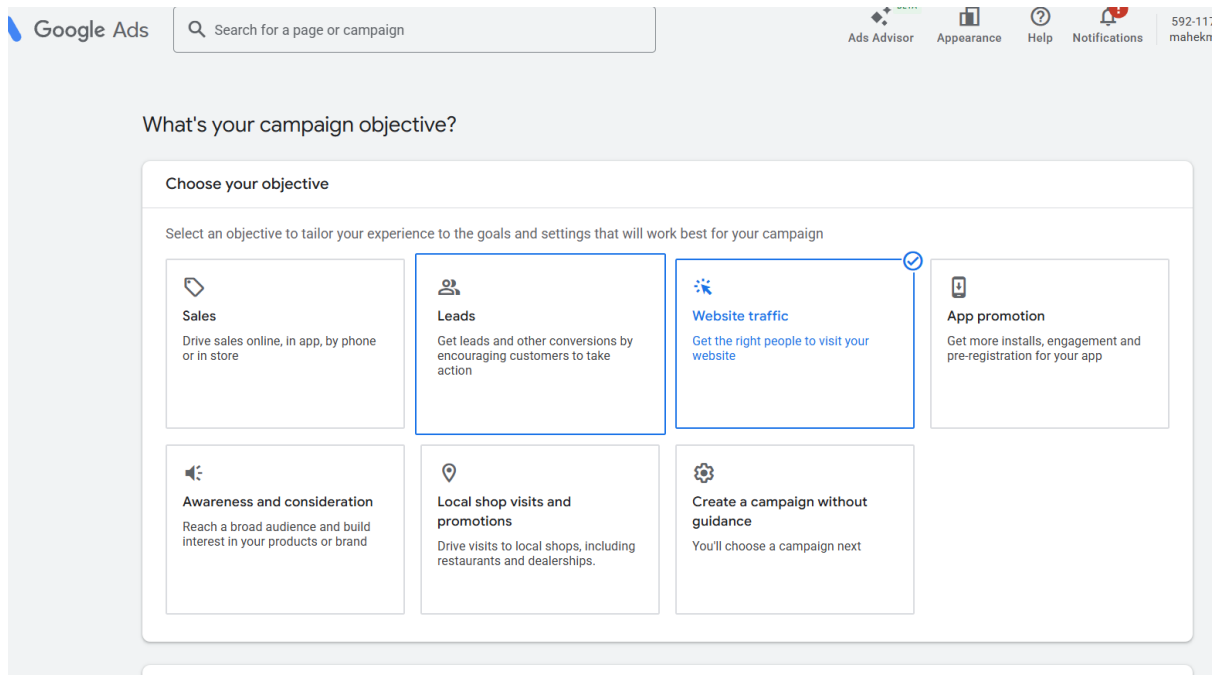 Google Ads
Search for a page or campaign
Ads Advisor
Appearance
Help
Notifications
592-117
mahekm
What's your campaign objective?
Choose your objective
Select an objective to tailor your experience to the goals and settings that will work best for your campaign
Sales
Drive sales online, in app, by phone
or in store
Leads
Get leads and other conversions by
encouraging customers to take
action
Website traffic
Get the right people to visit your
website
App promotion
Get more installs, engagement and
pre-registration for your app
Awareness and consideration
Reach a broad audience and build
interest in your products or brand
Local shop visits and
promotions
Drive visits to local shops, including
restaurants and dealerships.
Create a campaign without
guidance
You'll choose a campaign next